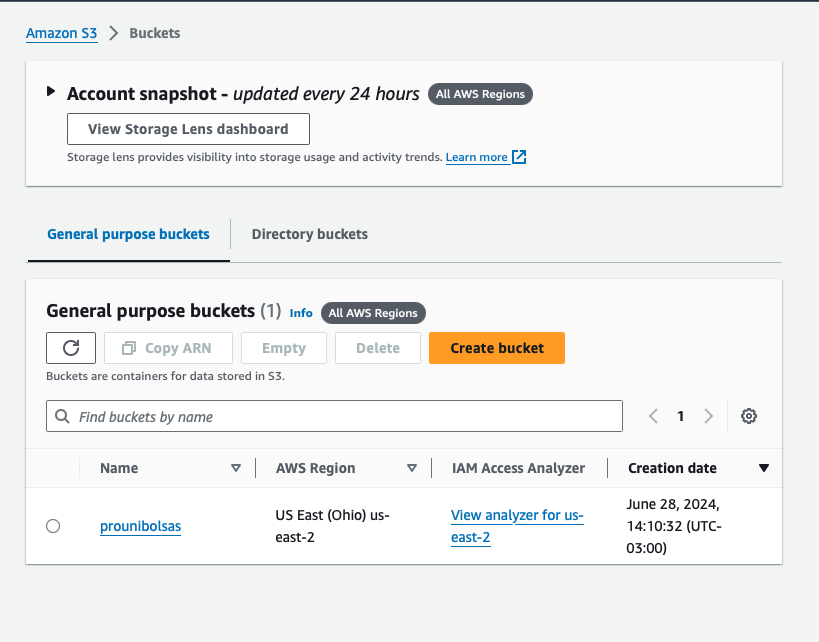 Amazon S3 > Buckets
Account snapshot - updated every 24 hours All AWS Regions
View Storage Lens dashboard
Storage lens provides visibility into storage usage and activity trends. Learn more
General purpose buckets Directory buckets
General purpose buckets (1) Info All AWS Regions
Copy ARN Empty Delete Create bucket
Buckets are containers for data stored in S3.
Find buckets by name 1
Name AWS Region IAM Access Analyzer Creation date
prounibolsas
US East (Ohio) us-
east-2
View analyzer for us-
east-2
June 28, 2024,
14:10:32 (UTC-
03:00)